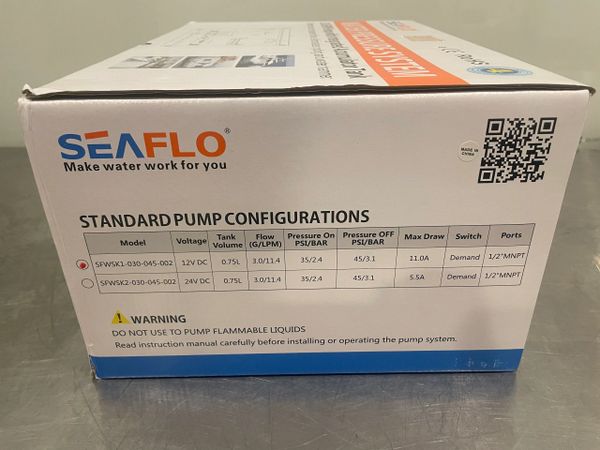 SEAFLO
WATER PRESSURE SYSTEM
SEAFLO®
Make water work for you
MADE IN
CHINA
STANDARD PUMP CONFIGURATIONS
Model Voltage Tank Volume Flow (G/LPM) Pressure On PSI/BAR Pressure OFF PSI/BAR Max Draw Switch Ports
SFWSK1-030-045-002 12V DC 0.75L 3.0/11.4 35/2.4 45/3.1 11.0A Demand 1/2"MNPT
SFWSK2-030-045-002 24V DC 0.75L 3.0/11.4 35/2.4 45/3.1 5.5A Demand 1/2"MNPT
WARNING
DO NOT USE TO PUMP FLAMMABLE LIQUIDS
Read instruction manual carefully before installing or operating the pump system.